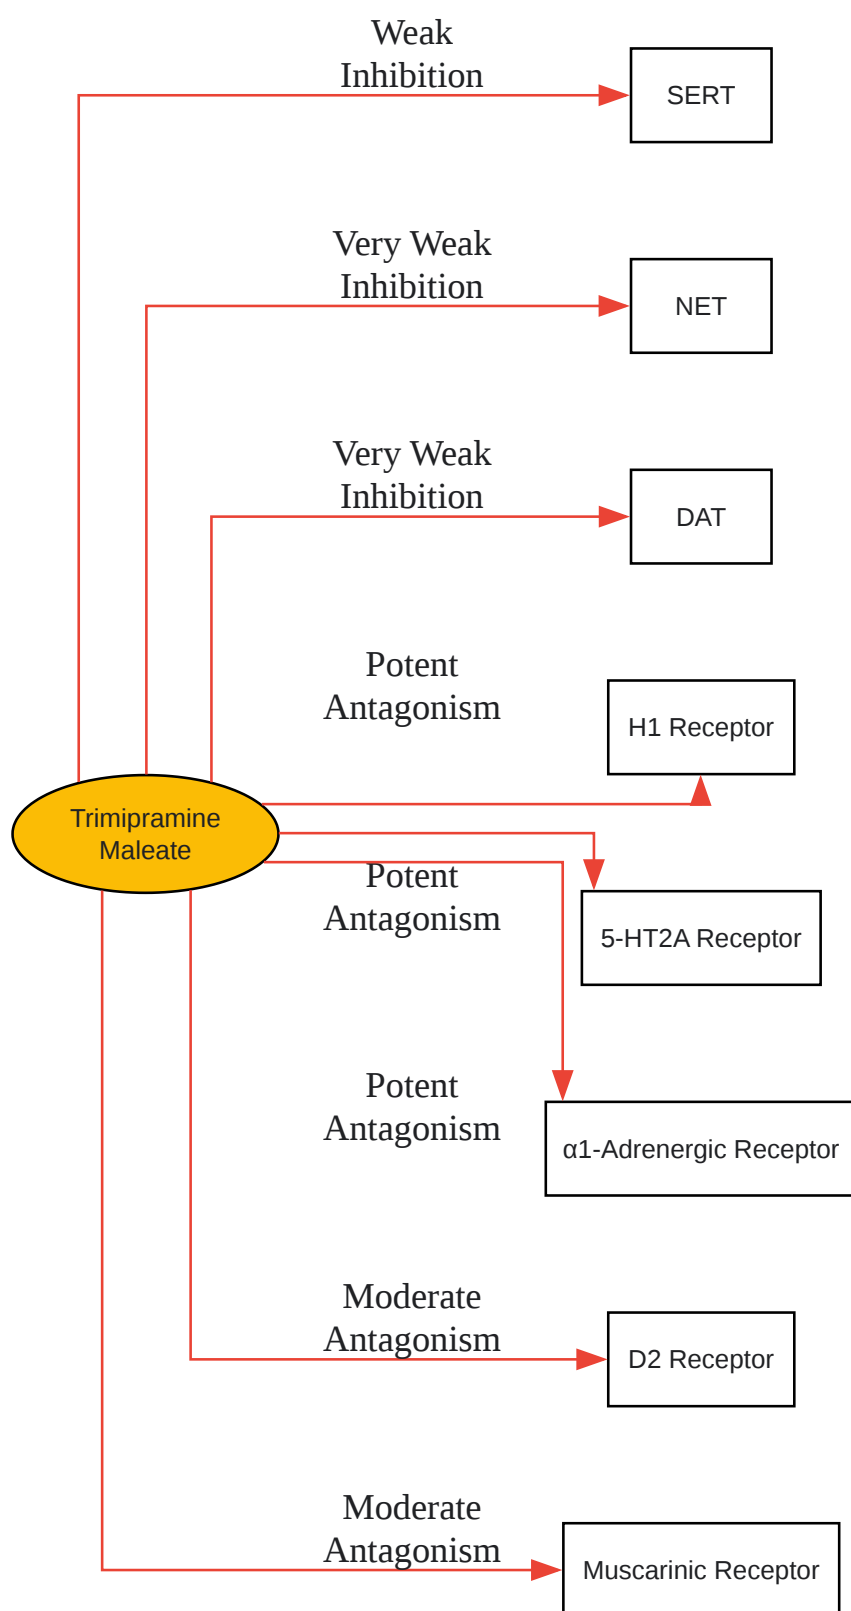 Weak
Inhibition
SERT
Very Weak
Inhibition
NET
Very Weak
Inhibition
DAT
Potent
Antagonism
H1 Receptor
Trimipramine
Maleate
Potent
Antagonism
5-HT2A Receptor
Potent
Antagonism
α1-Adrenergic Receptor
Moderate
Antagonism
D2 Receptor
Moderate
Antagonism
Muscarinic Receptor